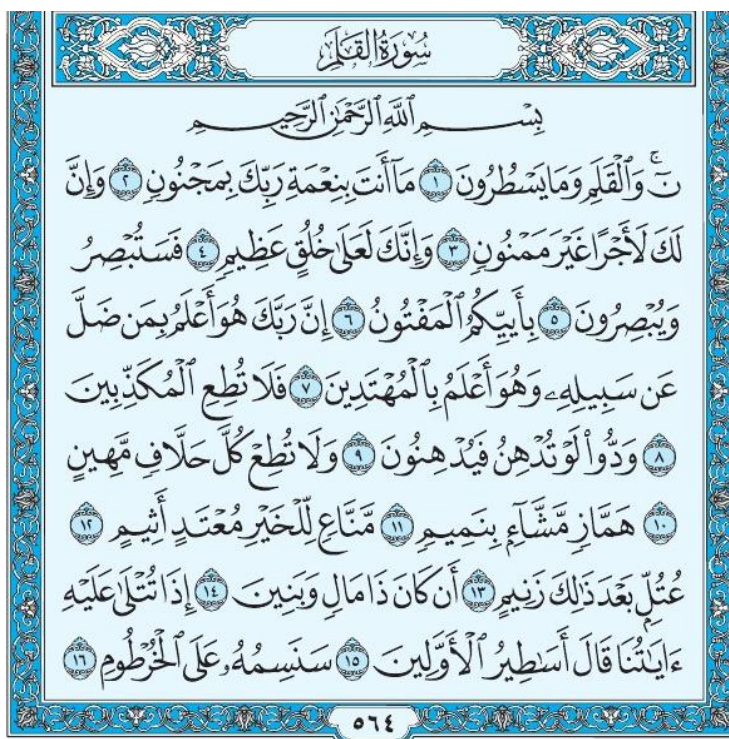 سُورَةُ الْقَلَمِ
بِسْمِ ٱللَّهِ ٱلرَّحْمَٰنِ ٱلرَّحِيمِ
نٓ ۚ وَٱلْقَلَمِ وَمَا يَسْطُرُونَ ١ مَآ أَنتَ بِنِعْمَةِ رَبِّكَ بِمَجْنُونٍ ٢ وَإِنَّ
لَكَ لَأَجْرًا غَيْرَ مَمْنُونٍ ٣ وَإِنَّكَ لَعَلَىٰ خُلُقٍ عَظِيمٍ ٤ فَسَتُبْصِرُ
وَيُبْصِرُونَ ٥ بِأَييِّكُمُ ٱلْمَفْتُونُ ٦ إِنَّ رَبَّكَ هُوَ أَعْلَمُ بِمَن ضَلَّ
عَن سَبِيلِهِۦ وَهُوَ أَعْلَمُ بِٱلْمُهْتَدِينَ ٧ فَلَا تُطِعِ ٱلْمُكَذِّبِينَ
٨ وَدُّوا۟ لَوْ تُدْهِنُ فَيُدْهِنُونَ ٩ وَلَا تُطِعْ كُلَّ حَلَّافٍ مَّهِينٍ
١٠ هَمَّازٍ مَّشَّآءٍۭ بِنَمِيمٍ ١١ مَّنَّاعٍ لِّلْخَيْرِ مُعْتَدٍ أَثِيمٍ ١٢
عُتُلٍّۭ بَعْدَ ذَٰلِكَ زَنِيمٍ ١٣ أَن كَانَ ذَا مَالٍ وَبَنِينَ ١٤ إِذَا تُتْلَىٰ عَلَيْهِ
ءَايَٰتُنَا قَالَ أَسَٰطِيرُ ٱلْأَوَّلِينَ ١٥ سَنَسِمُهُۥ عَلَى ٱلْخُرْطُومِ ١٦
٥٦٤